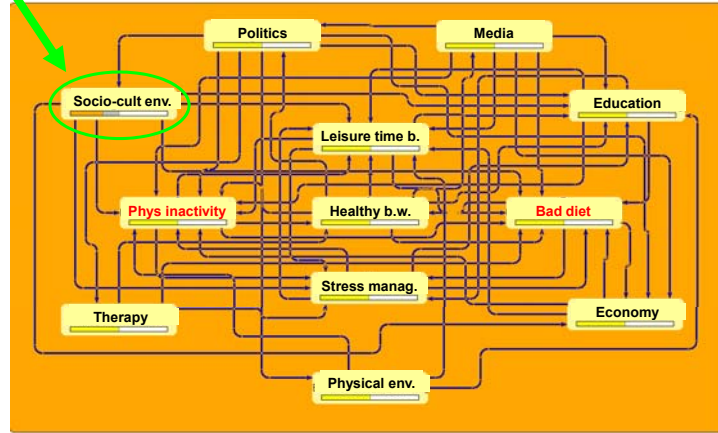 Politics
Media
Socio-cult env.
Education
Leisure time b.
Phys inactivity
Healthy b.w.
Bad diet
Stress manag.
Therapy
Economy
Physical env.